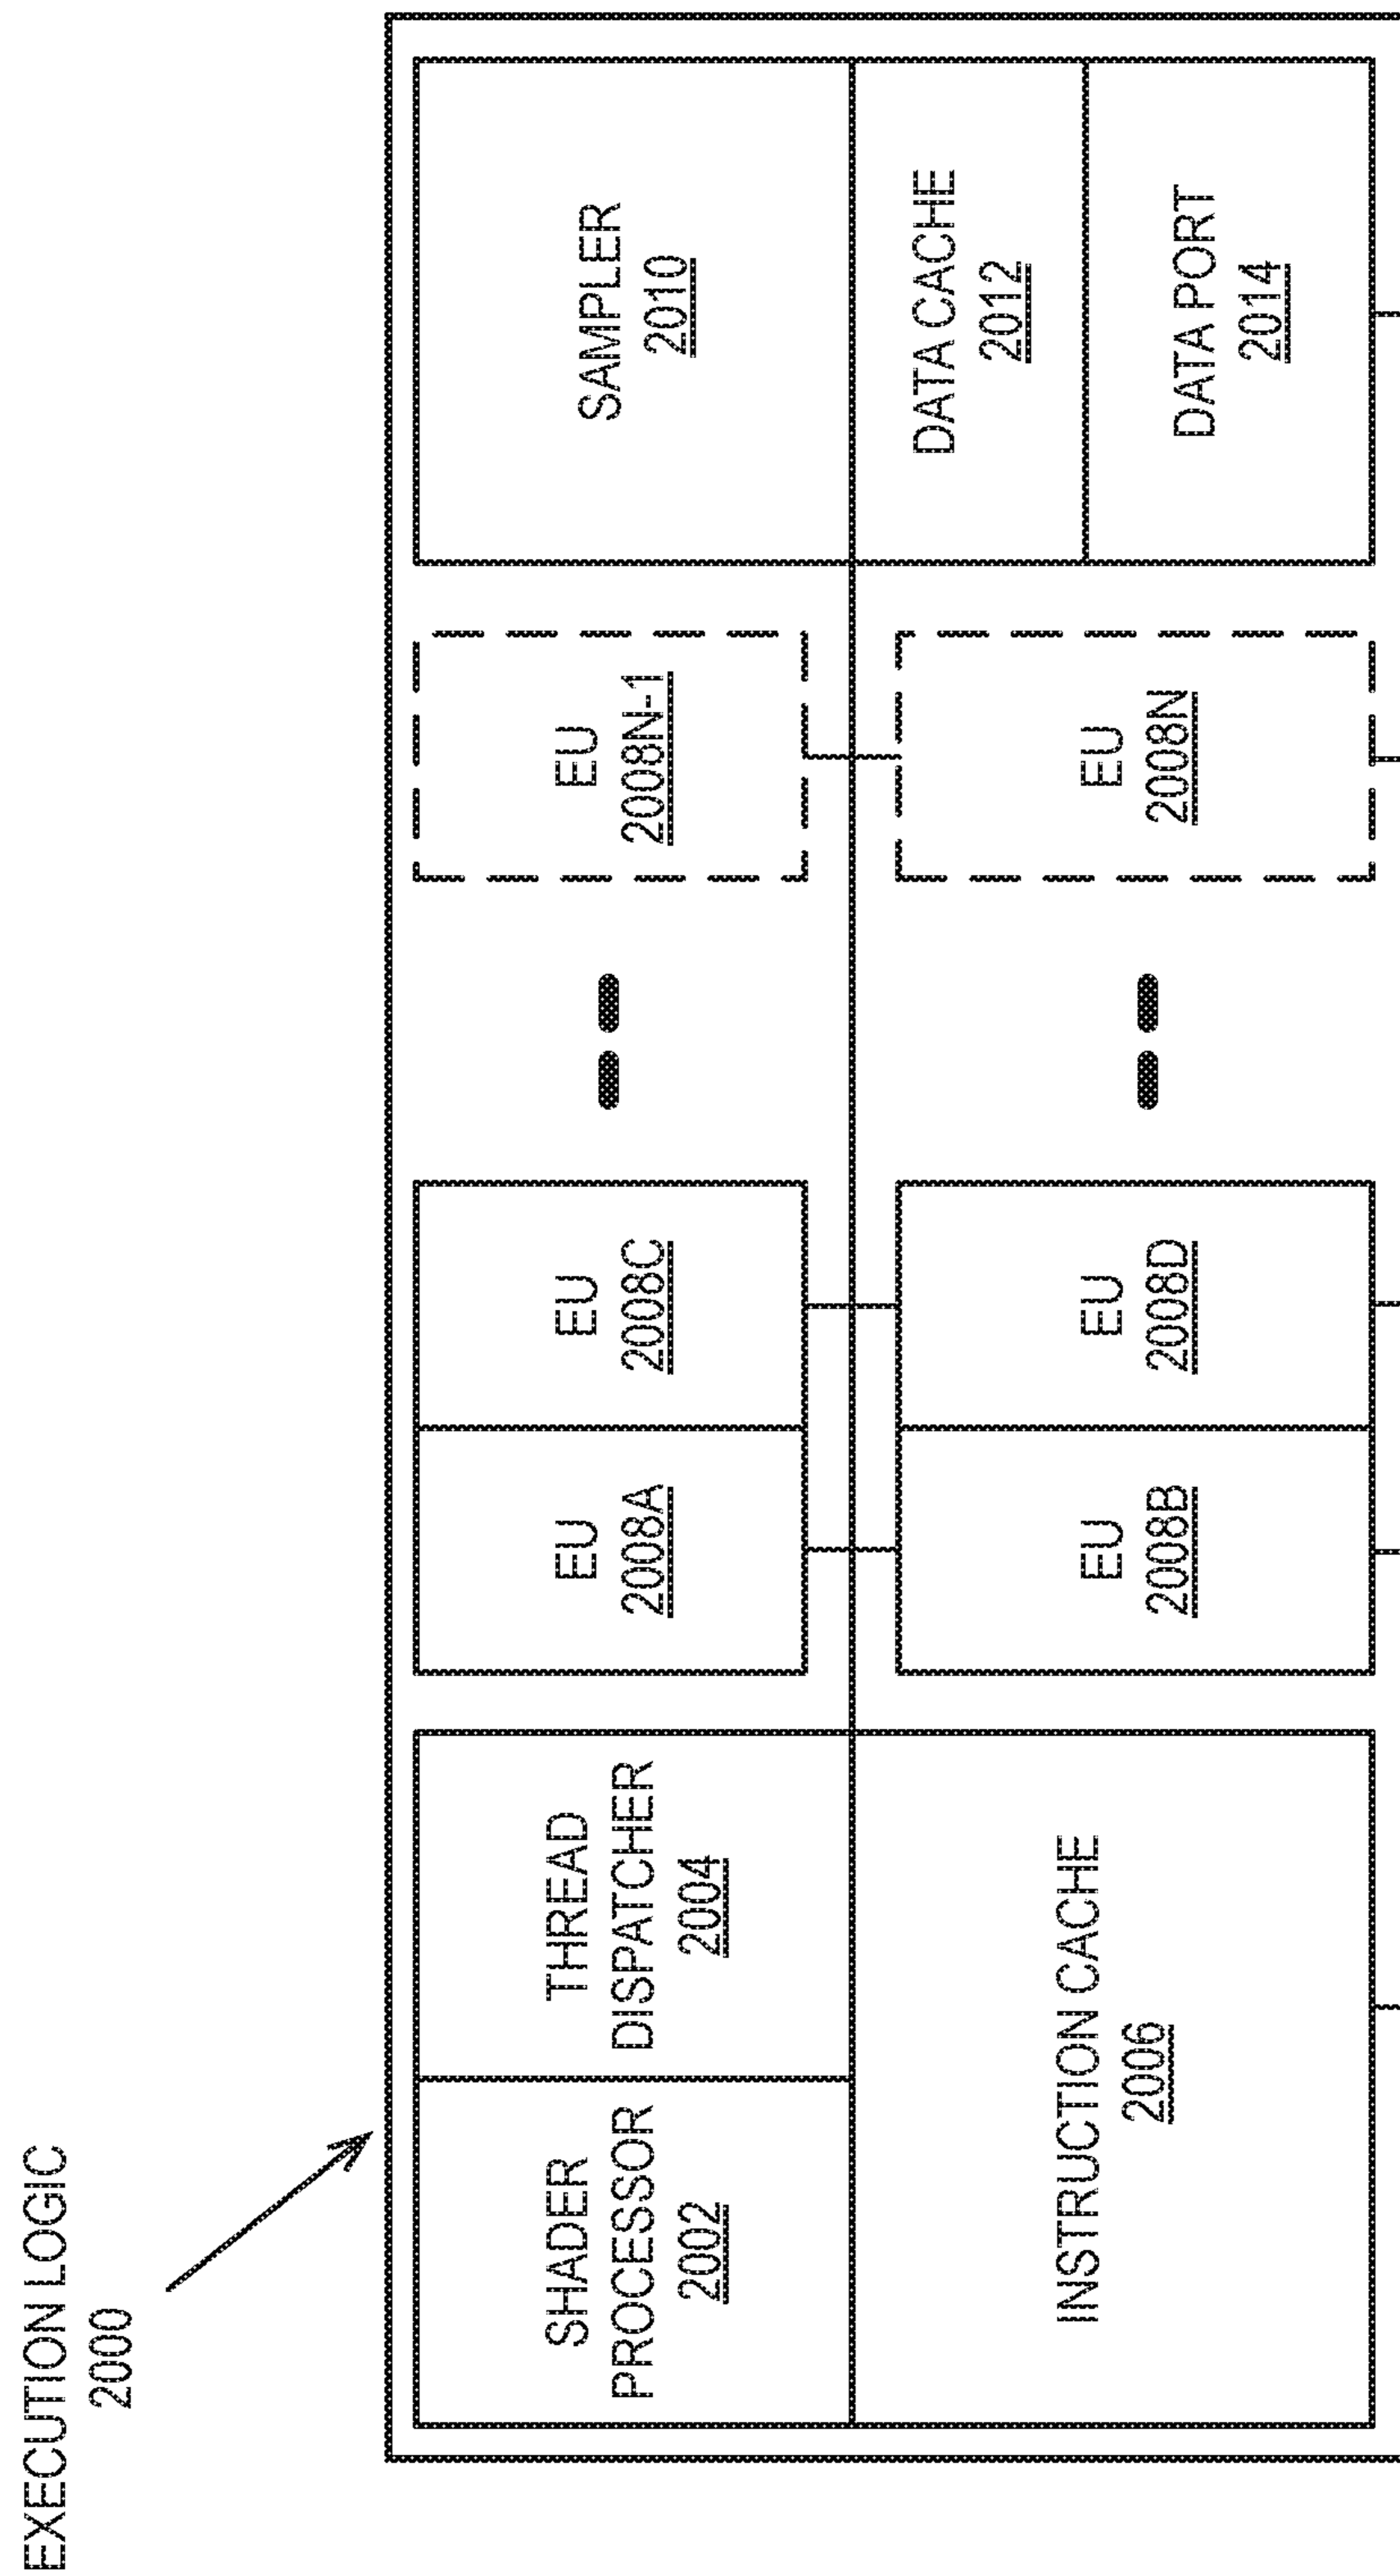 EXECUTION LOGIC
2000
SHADER
PROCESSOR
2002
THREAD
DISPATCHER
2004
INSTRUCTION CACHE
2006
EU
2008A
EU
2008C
EU
2008B
EU
2008D
EU
2008N-1
EU
2008N
SAMPLER
2010
DATA CACHE
2012
DATA PORT
2014